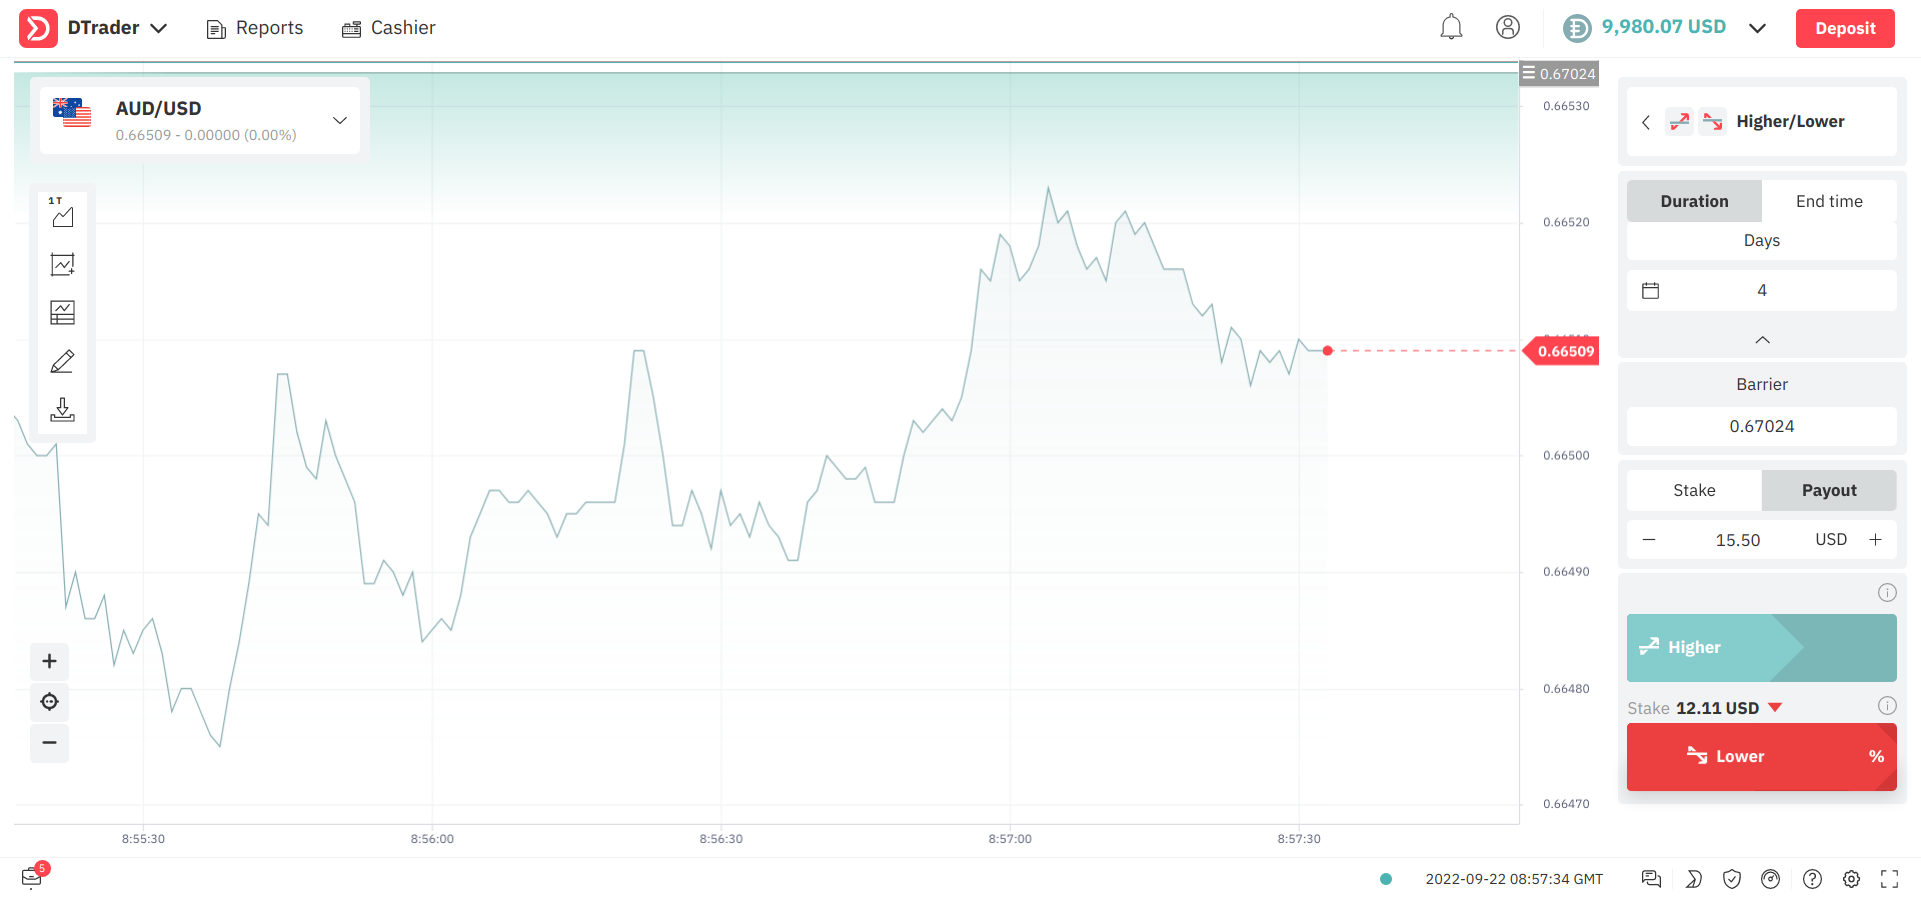 DTrader
Reports
Cashier
9,980.07 USD
Deposit
AUD/USD
0.66509 - 0.00000 (0.00%)
1 T
0.67024
0.66530
0.66520
0.66509
0.66500
0.66490
0.66480
0.66470
8:55:30
8:56:00
8:56:30
8:57:00
8:57:30
Higher/Lower
Duration
End time
Days
4
Barrier
0.67024
Stake
Payout
15.50
USD
Higher
Stake 12.11 USD
Lower
%
5
2022-09-22 08:57:34 GMT